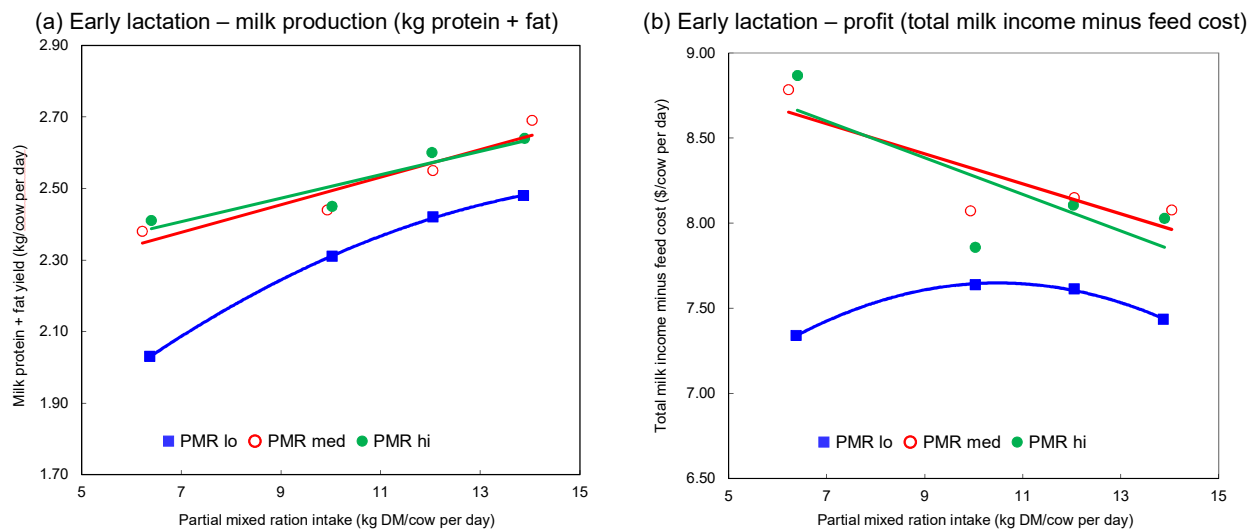 (a) Early lactation – milk production (kg protein + fat)
Milk protein + fat yield (kg/cow per day)
2.90
2.70
2.50
2.30
2.10
1.90
1.70
PMR lo PMR med PMR hi
5 7 9 11 13 15
Partial mixed ration intake (kg DM/cow per day)
(b) Early lactation – profit (total milk income minus feed cost)
Total milk income minus feed cost ($/cow per day)
9.00
8.50
8.00
7.50
7.00
6.50
PMR lo PMR med PMR hi
5 7 9 11 13 15
Partial mixed ration intake (kg DM/cow per day)